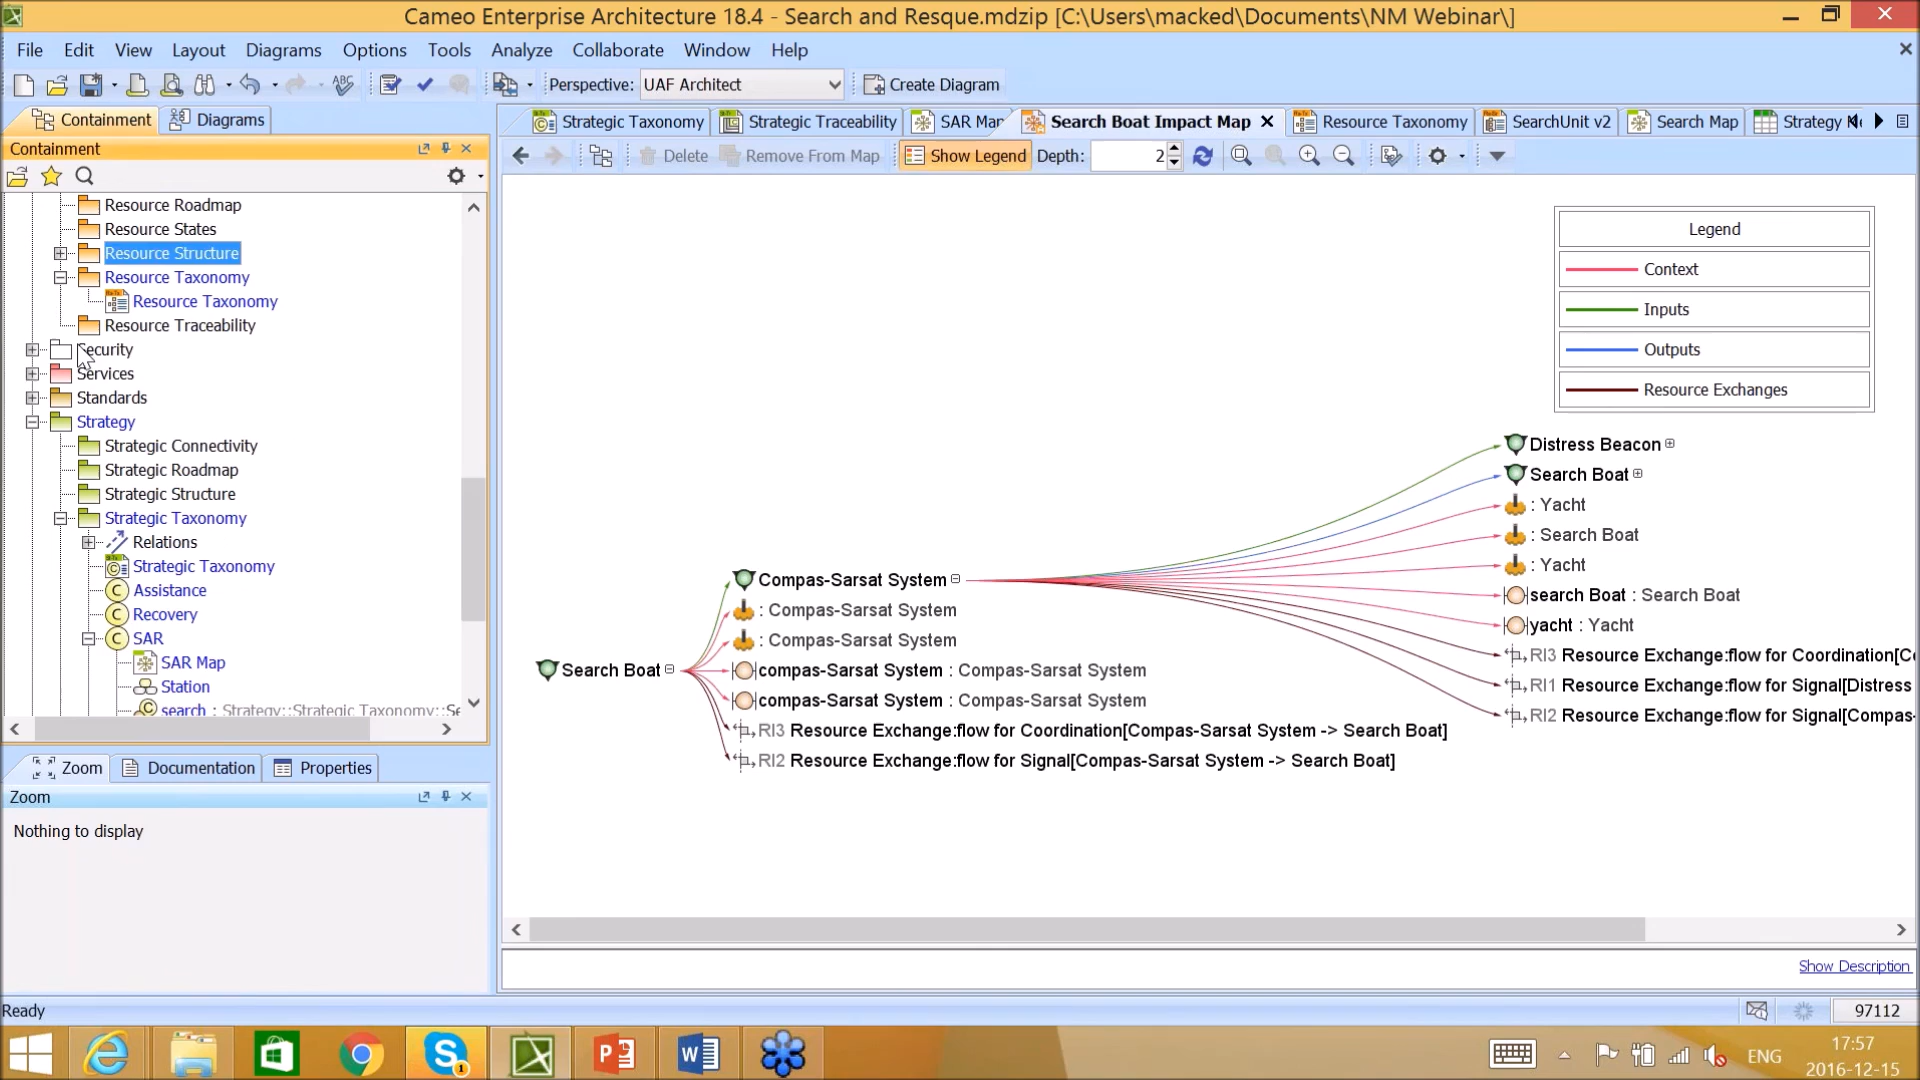 Cameo Enterprise Architecture 18.4 - Search and Resque.mdzip [C:\Users\macked\Documents\NM Webinar\]
File Edit View Layout Diagrams Options Tools Analyze Collaborate Window Help
Perspective: UAF Architect Create Diagram
Containment Diagrams
Strategic Taxonomy Strategic Traceability SAR Map Search Boat Impact Map Resource Taxonomy SearchUnit v2 Search Map Strategy
Containment
Delete Remove From Map Show Legend Depth: 2
Resource Roadmap
Resource States
Resource Structure
Resource Taxonomy
Resource Taxonomy
Resource Traceability
Security
Services
Standards
Strategy
Strategic Connectivity
Strategic Roadmap
Strategic Structure
Strategic Taxonomy
Relations
Strategic Taxonomy
Assistance
Recovery
SAR
SAR Map
Station
search : Strategy::Strategic Taxonomy::Se
Legend
Context
Inputs
Outputs
Resource Exchanges
Distress Beacon
Search Boat
: Yacht
: Search Boat
: Yacht
search Boat : Search Boat
yacht : Yacht
RI3 Resource Exchange:flow for Coordination[Co
RI1 Resource Exchange:flow for Signal[Distress
RI2 Resource Exchange:flow for Signal[Compas-
Compas-Sarsat System
: Compas-Sarsat System
: Compas-Sarsat System
Search Boat
compas-Sarsat System : Compas-Sarsat System
compas-Sarsat System : Compas-Sarsat System
RI3 Resource Exchange:flow for Coordination[Compas-Sarsat System -> Search Boat]
RI2 Resource Exchange:flow for Signal[Compas-Sarsat System -> Search Boat]
Zoom Documentation Properties
Zoom
Nothing to display
Show Description
Ready
97112
ENG
17:57
2016-12-15